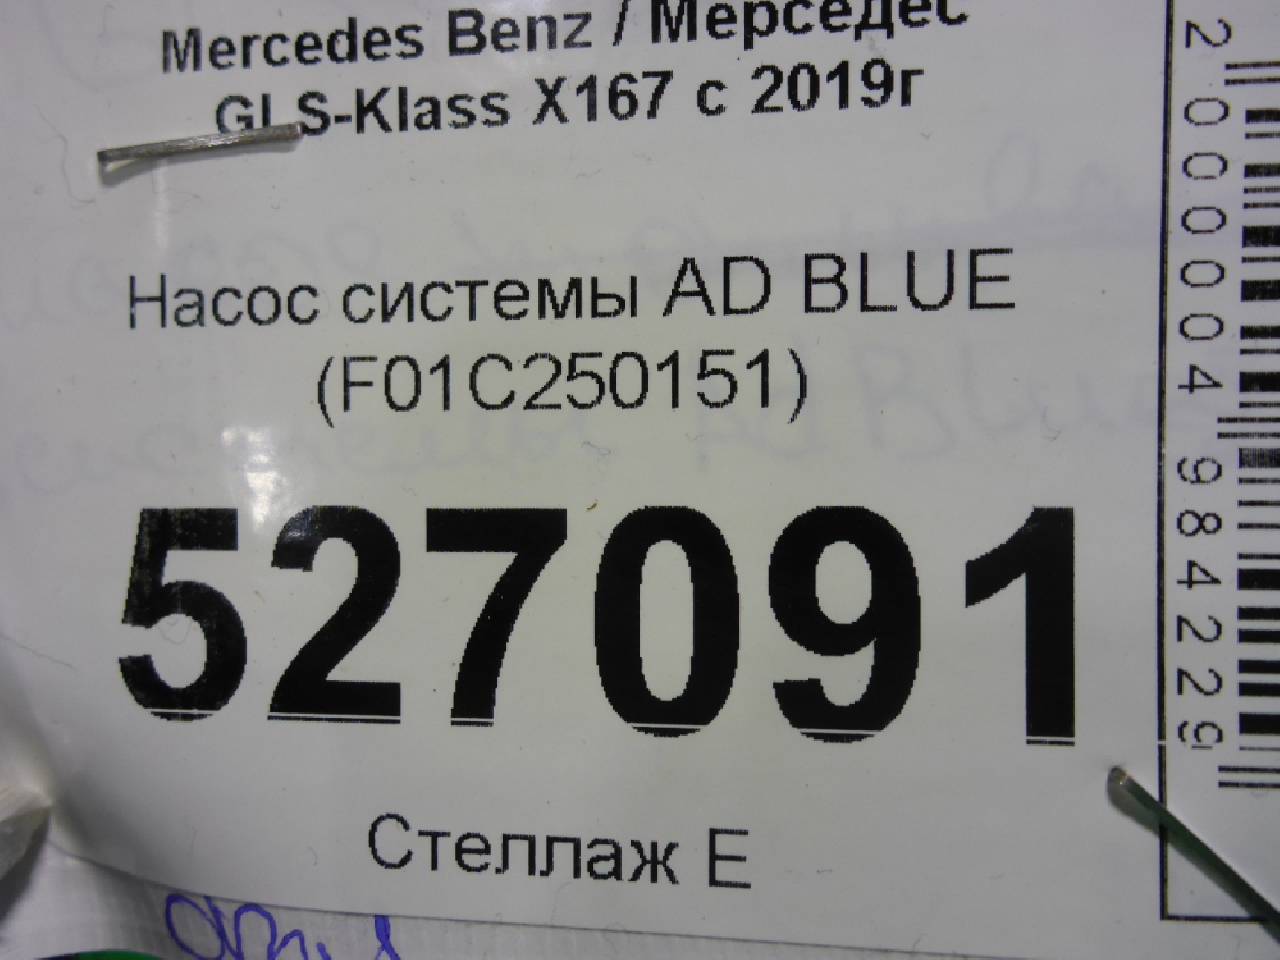 Mercedes Benz / Мерседес
GLS-Klass X167 с 2019г
Насос системы AD BLUE
(F01C250151)
527091
Стеллаж Е
2000004984229